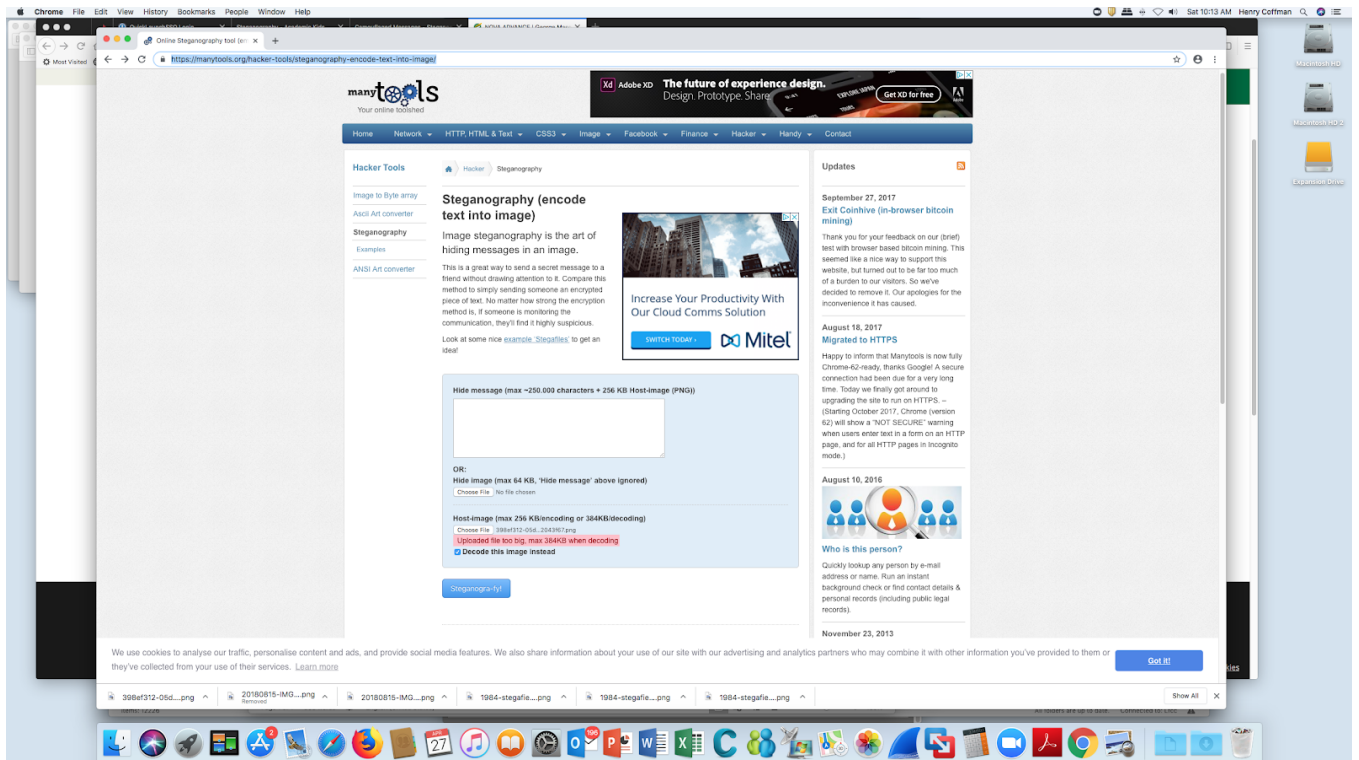 Chrome File Edit View History Bookmarks People Window Help
Sat 10:13 AM Henry Coffman
Online Steganography tool (en
https://manytools.org/hacker-tools/steganography-encode-text-into-image/
Most Visited
Macintosh HD
Macintosh HD 2
Expansion Drive
manytools
Your online toolshed
Xd Adobe XD
The future of experience design.
Design. Prototype. Share.
Get XD for free
Adobe
Home Network HTTP, HTML & Text CSS3 Image Facebook Finance Hacker Handy Contact
Hacker Tools
Image to Byte array
Ascii Art converter
Steganography
Examples
ANSI Art converter
Hacker Steganography
Steganography (encode
text into image)
Image steganography is the art of
hiding messages in an image.
This is a great way to send a secret message to a
friend without drawing attention to it. Compare this
method to simply sending someone an encrypted
piece of text. No matter how strong the encryption
method is, if someone is monitoring the
communication, they'll find it highly suspicious.
Look at some nice example 'Stegafiles' to get an
idea!
Increase Your Productivity With
Our Cloud Comms Solution
SWITCH TODAY ›
Mitel
Hide message (max ~250.000 characters + 256 KB Host-image (PNG))
OR:
Hide image (max 64 KB, 'Hide message' above ignored)
Choose File No file chosen
Host-image (max 256 KB/encoding or 384KB/decoding)
Choose File 398ef312-05d...2043f67.png
Uploaded file too big, max 384KB when decoding
Decode this image instead
Steganogra-fy!
Updates
September 27, 2017
Exit Coinhive (in-browser bitcoin
mining)
Thank you for your feedback on our (brief)
test with browser based bitcoin mining. This
seemed like a nice way to support this
website, but turned out to be far too much
of a burden to our visitors. So we've
decided to remove it. Our apologies for the
inconvenience it has caused.
August 18, 2017
Migrated to HTTPS
Happy to inform that Manytools is now fully
Chrome-62-ready, thanks Google! A secure
connection had been due for a very long
time. Today we finally got around to
upgrading the site to run on HTTPS. –
(Starting October 2017, Chrome (version
62) will show a "NOT SECURE" warning
when users enter text in a form on an HTTP
page, and for all HTTP pages in Incognito
mode.)
August 10, 2016
Who is this person?
Quickly lookup any person by e-mail
address or name. Run an instant
background check or find contact details &
personal records (including public legal
records).
November 23, 2013
We use cookies to analyse our traffic, personalise content and ads, and provide social media features. We also share information about your use of our site with our advertising and analytics partners who may combine it with other information you've provided to them or
they've collected from your use of their services. Learn more
Got it!
398ef312-05d....png
20180815-IMG....png
Removed
20180815-IMG....png
1984-stegafie....png
1984-stegafie....png
1984-stegafie....png
Show All
2
APR
27
196